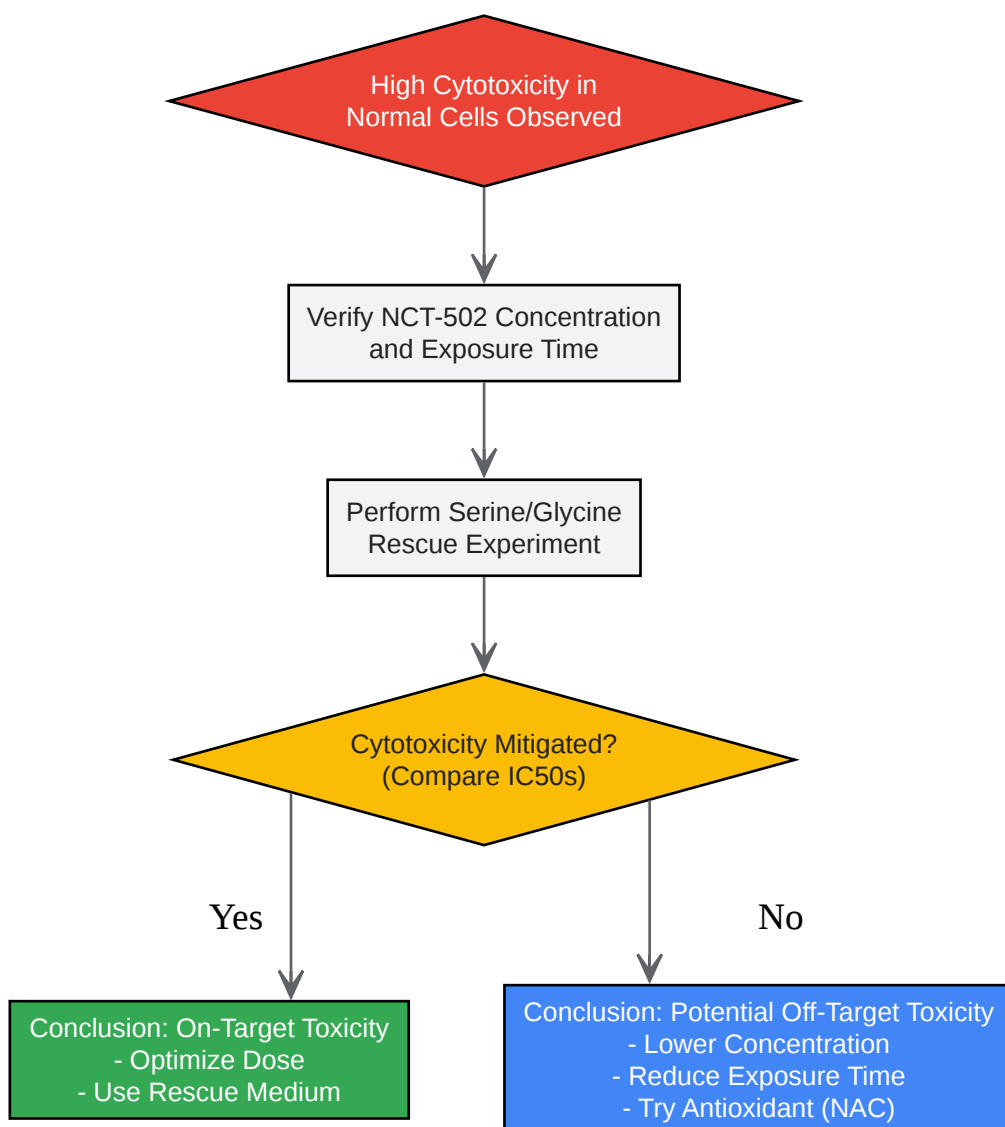 High Cytotoxicity in
Normal Cells Observed
Verify NCT-502 Concentration
and Exposure Time
Perform Serine/Glycine
Rescue Experiment
Cytotoxicity Mitigated?
(Compare IC50s)
Yes
No
Conclusion: On-Target Toxicity
- Optimize Dose
- Use Rescue Medium
Conclusion: Potential Off-Target Toxicity
- Lower Concentration
- Reduce Exposure Time
- Try Antioxidant (NAC)